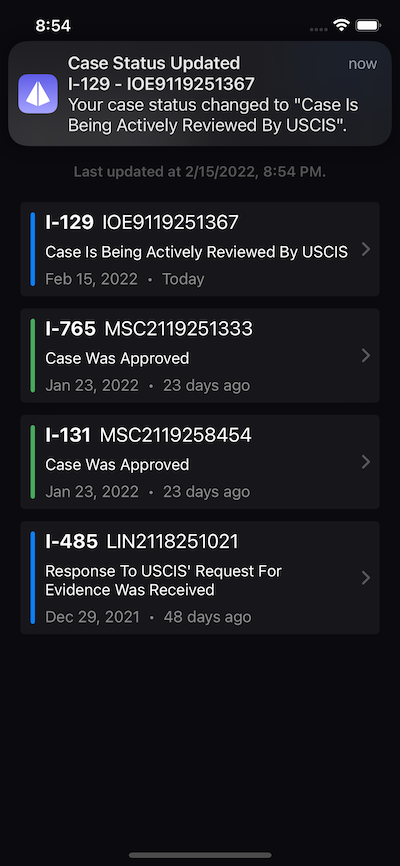 8:54
Case Status Updated now
I-129 - IOE9119251367
Your case status changed to "Case Is
Being Actively Reviewed By USCIS".
Last updated at 2/15/2022, 8:54 PM.
I-129 IOE9119251367
Case Is Being Actively Reviewed By USCIS
Feb 15, 2022 • Today
I-765 MSC2119251333
Case Was Approved
Jan 23, 2022 • 23 days ago
I-131 MSC2119258454
Case Was Approved
Jan 23, 2022 • 23 days ago
I-485 LIN2118251021
Response To USCIS' Request For
Evidence Was Received
Dec 29, 2021 • 48 days ago